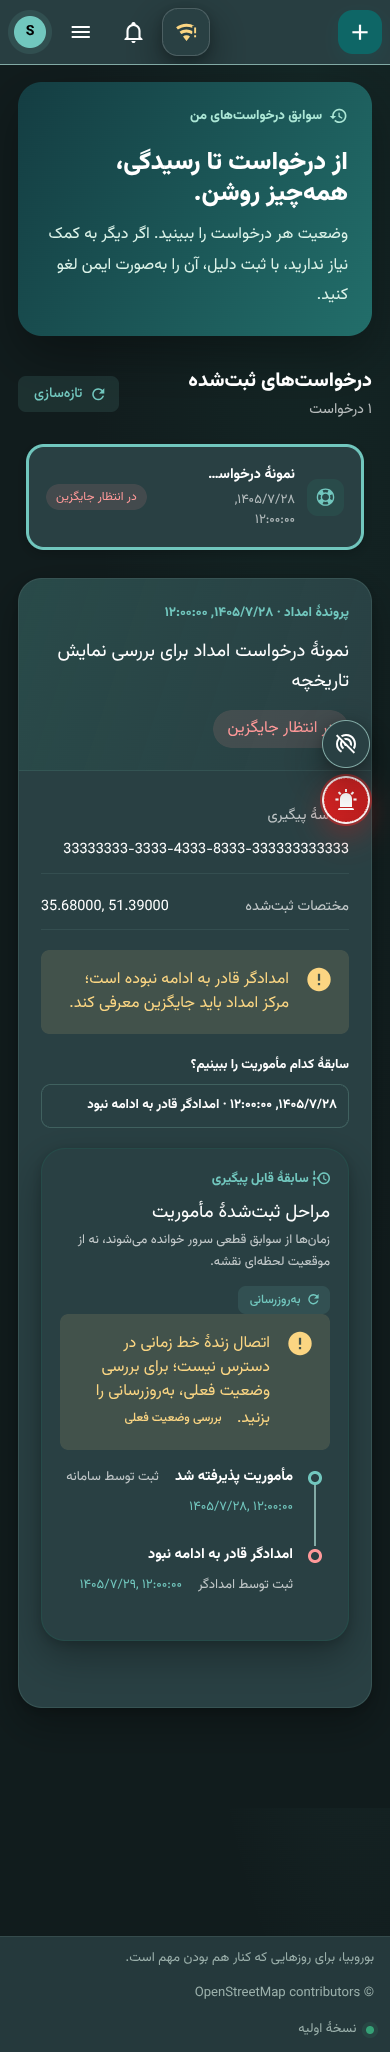 S
سوابق درخواست‌های من
از درخواست تا رسیدگی،
همه‌چیز روشن.
وضعیت هر درخواست را ببینید. اگر دیگر به کمک
نیاز ندارید، با ثبت دلیل، آن را به‌صورت ایمن لغو
کنید.
درخواست‌های ثبت‌شده
۱ درخواست
تازه‌سازی
نمونهٔ درخواس...
۱۴۰۵/۷/۲۸,
۱۲:۰۰:۰۰
در انتظار جایگزین
پروندهٔ امداد · ۱۴۰۵/۷/۲۸, ۱۲:۰۰:۰۰
نمونهٔ درخواست امداد برای بررسی نمایش
تاریخچه
در انتظار جایگزین
پیگیری
33333333-3333-4333-8333-333333333333
مختصات ثبت‌شده
35.68000, 51.39000
امدادگر قادر به ادامه نبوده است؛
مرکز امداد باید جایگزین معرفی کند.
سابقهٔ کدام مأموریت را ببینیم؟
۱۴۰۵/۷/۲۸, ۱۲:۰۰:۰۰ · امدادگر قادر به ادامه نبود
سابقهٔ قابل پیگیری
مراحل ثبت‌شدهٔ مأموریت
زمان‌ها از سوابق قطعی سرور خوانده می‌شوند، نه از
موقعیت لحظه‌ای نقشه.
به‌روزرسانی
اتصال زندهٔ خط زمانی در
دسترس نیست؛ برای بررسی
وضعیت فعلی، به‌روزرسانی را
بزنید. بررسی وضعیت فعلی
مأموریت پذیرفته شد ثبت توسط سامانه
۱۴۰۵/۷/۲۸, ۱۲:۰۰:۰۰
امدادگر قادر به ادامه نبود
ثبت توسط امدادگر ۱۴۰۵/۷/۲۹, ۱۲:۰۰:۰۰
بوروبیا، برای روزهایی که کنار هم بودن مهم است.
© OpenStreetMap contributors
نسخهٔ اولیه